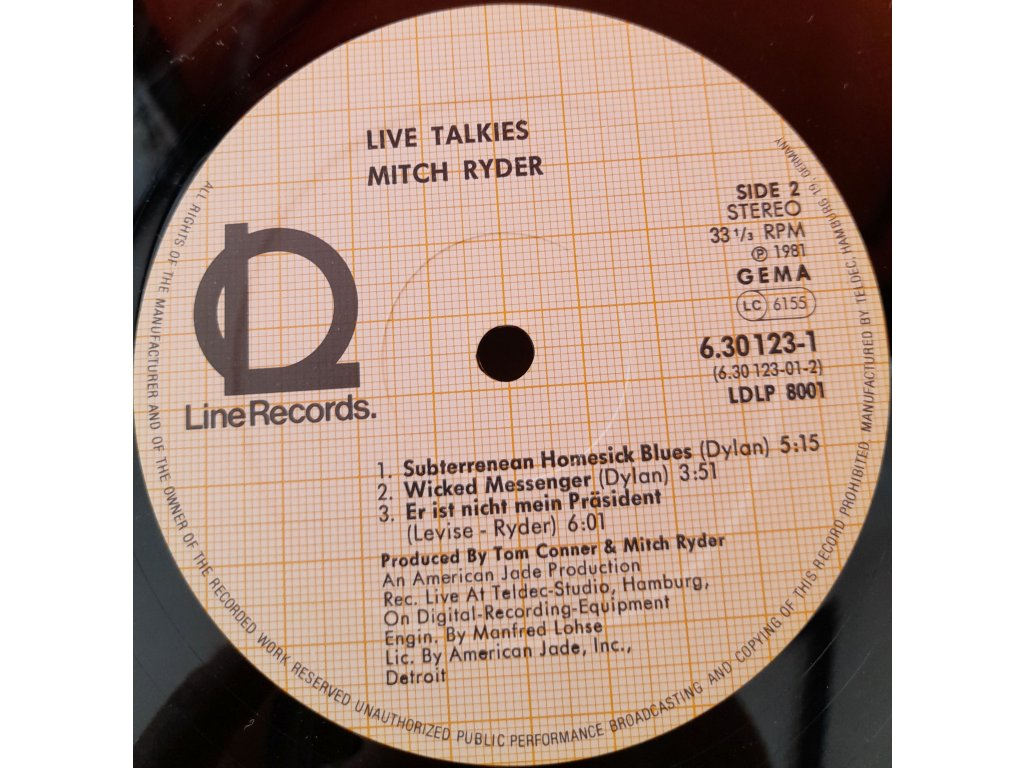 LIVE TALKIES
MITCH RYDER
SIDE 2
STEREO
33 1/3 RPM
Ⓟ 1981
GEMA
LC 6155
6.30123-1
(6.30 123-01-2)
LDLP 8001
Line Records.
1. Subterrenean Homesick Blues (Dylan) 5:15
2. Wicked Messenger (Dylan) 3:51
3. Er ist nicht mein Präsident
(Levise - Ryder) 6:01
Produced By Tom Conner & Mitch Ryder
An American Jade Production
Rec. Live At Teldec-Studio, Hamburg,
On Digital-Recording-Equipment
Engin. By Manfred Lohse
Lic. By American Jade, Inc.,
Detroit
ALL RIGHTS OF THE MANUFACTURER AND OF THE OWNER OF THE RECORDED WORK RESERVED UNAUTHORIZED PUBLIC PERFORMANCE BROADCASTING AND COPYING OF THIS RECORD PROHIBITED. MANUFACTURED BY TELDEC HAMBURG 19, GERMANY